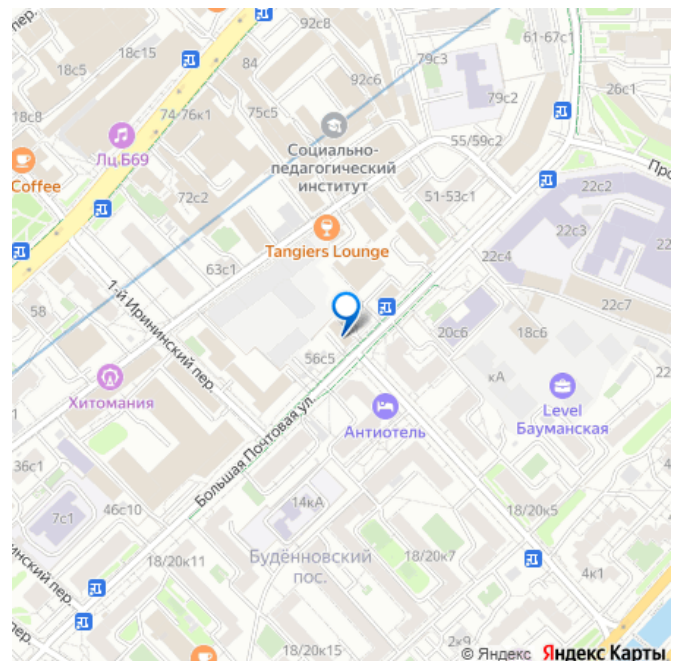 92с8
18с15
61-67с1
84
79с3
26с1
18с5
92с6
79с2
74-76к1
75с5
18с8
Лц.Б69
Социально-
педагогический
институт
55/59с2
Coffee
72с2
51-53с1
22с2
22с3
Tangiers Lounge
22с4
63с1
58
1-й Ирининский пер.
22с7
20с6
18с6
56с5
кА
Хитомания
Антиотель
Level
Бауманская
Большая Почтовая ул.
36с1
46с10
14кА
18/20к5
7с1
Будённовский
пос.
18/20к11
18/20к7
4к1
18/20к15
2к9
© Яндекс Яндекс Карты